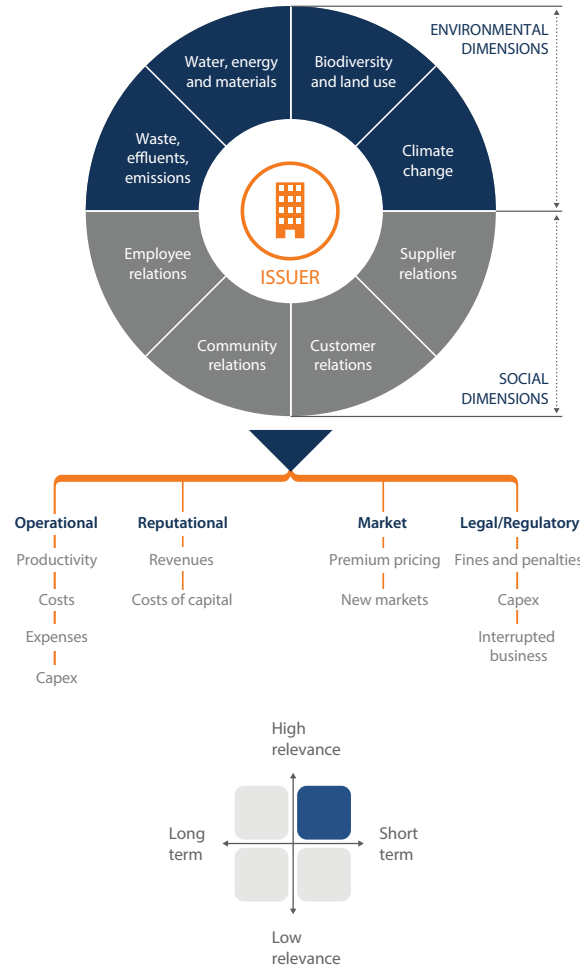 ENVIRONMENTAL
DIMENSIONS
Water, energy
and materials
Biodiversity
and land use
Waste,
effluents,
emissions
Climate
change
ISSUER
Employee
relations
Supplier
relations
Community
relations
Customer
relations
SOCIAL
DIMENSIONS
Operational
Productivity
Costs
Expenses
Capex
Reputational
Revenues
Costs of capital
Market
Premium pricing
New markets
Legal/Regulatory
Fines and penalties
Capex
Interrupted
business
High
relevance
Long
term
Short
term
Low
relevance